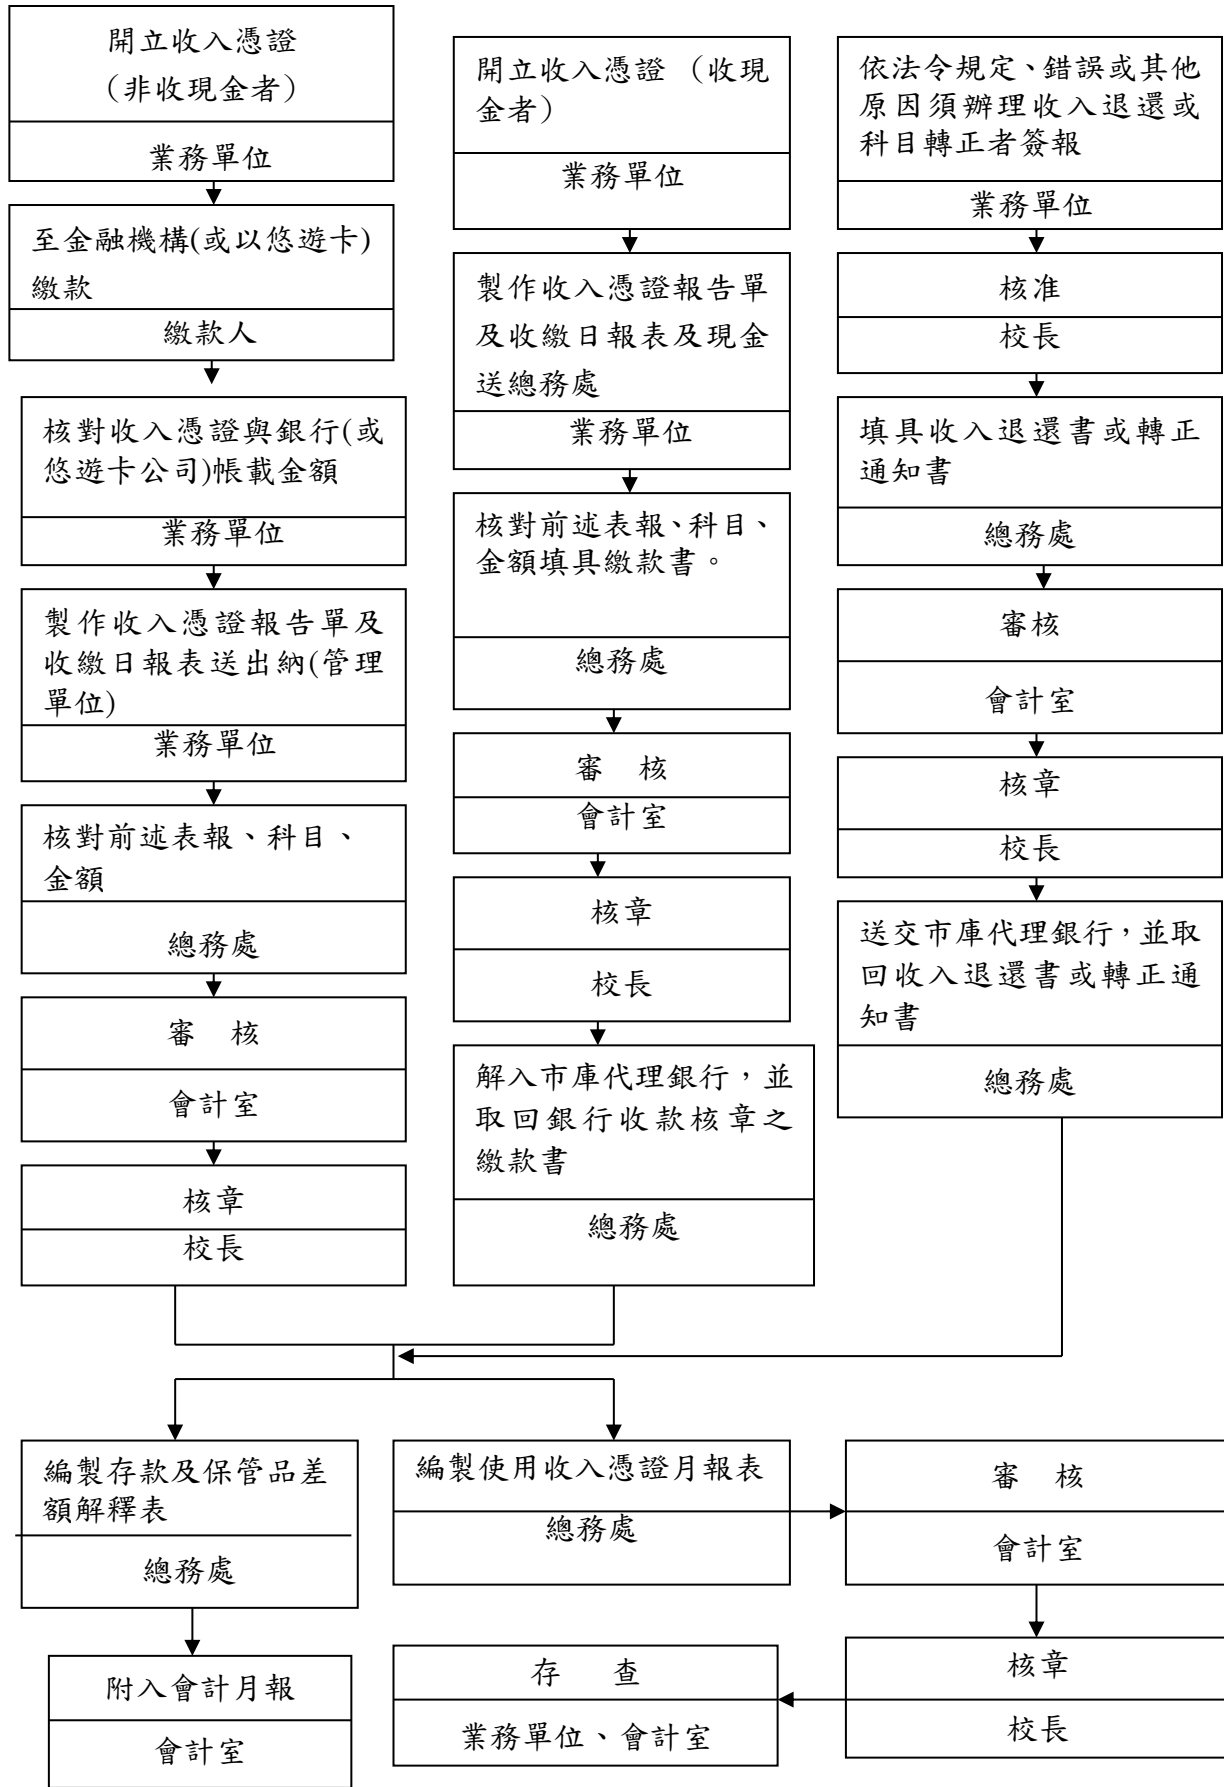 開立收入憑證
（非收現金者）
業務單位
至金融機構(或以悠遊卡)
繳款
繳款人
核對收入憑證與銀行(或
悠遊卡公司)帳載金額
業務單位
製作收入憑證報告單及
收繳日報表送出納(管理
單位)
業務單位
核對前述表報、科目、
金額
總務處
審　核
會計室
核章
校長
開立收入憑證 （收現
金者）
業務單位
製作收入憑證報告單
及收繳日報表及現金
送總務處
業務單位
核對前述表報、科目、
金額填具繳款書。
總務處
審　核
會計室
核章
校長
解入市庫代理銀行，並
取回銀行收款核章之
繳款書
總務處
依法令規定、錯誤或其他
原因須辦理收入退還或
科目轉正者簽報
業務單位
核准
校長
填具收入退還書或轉正
通知書
總務處
審核
會計室
核章
校長
送交市庫代理銀行，並取
回收入退還書或轉正通
知書
總務處
編製存款及保管品差
額解釋表
總務處
附入會計月報
會計室
編製使用收入憑證月報表
總務處
審　核
會計室
核章
校長
存　查
業務單位、會計室